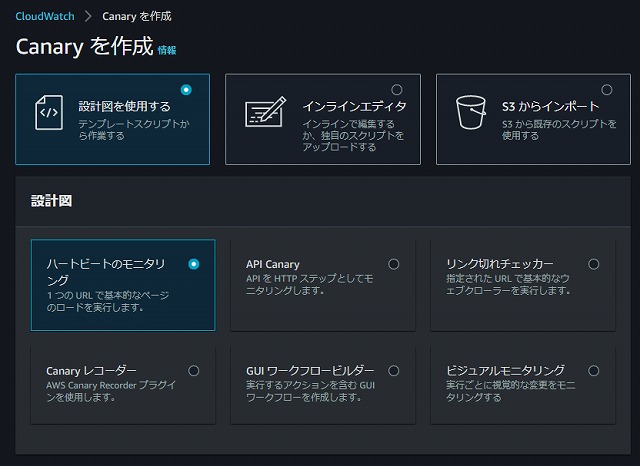 CloudWatch > Canary を作成
Canary を作成 情報
設計図を使用する
テンプレートスクリプトか
ら作業する
インラインエディタ
インラインで編集する
か、独自のスクリプトを
アップロードする
S3 からインポート
S3 から既存のスクリプトを
使用する
設計図
ハートビートのモニタリ
ング
1 つの URL で基本的なページ
のロードを実行します。
API Canary
API を HTTP ステップとしてモ
ニタリングします。
リンク切れチェッカー
指定された URL で基本的なウ
ェブクローラーを実行します。
Canary レコーダー
AWS Canary Recorder プラグイ
ンを使用します。
GUI ワークフロービルダー
実行するアクションを含む GUI
ワークフローを作成します。
ビジュアルモニタリング
実行ごとに視覚的な変更をモニ
タリングする